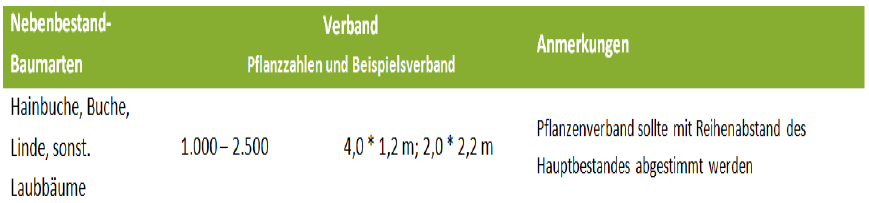 Nebenbestand-
Baumarten
Verband
Pflanzzahlen und Beispielsverband
Anmerkungen
Hainbuche, Buche,
Linde, sonst.
Laubbäume
1.000 – 2.500
4,0 * 1,2 m; 2,0 * 2,2 m
Pflanzenverband sollte mit Reihenabstand des
Hauptbestandes abgestimmt werden